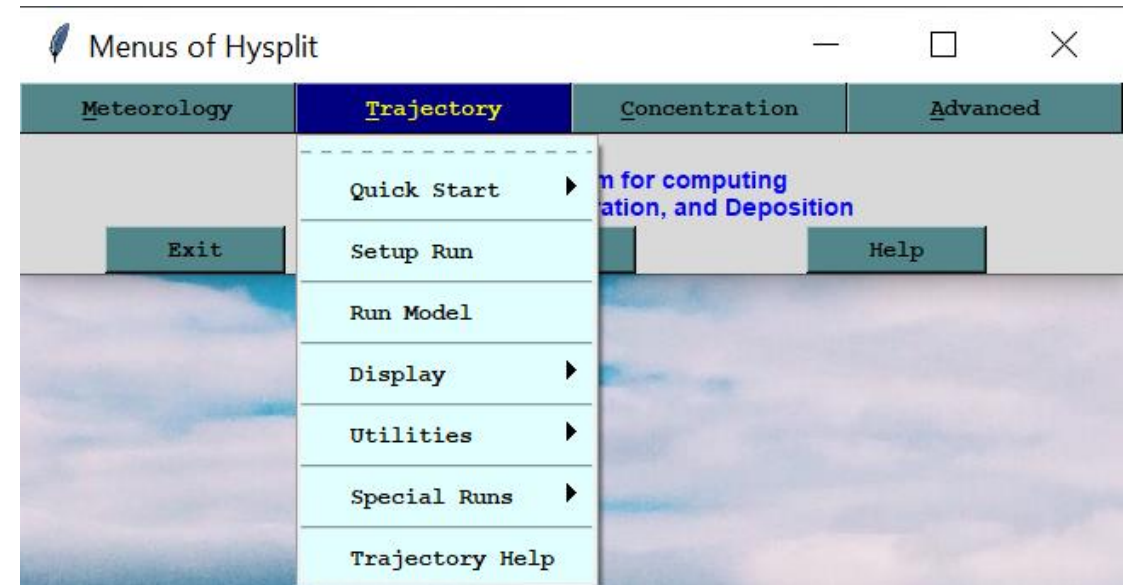 Menus of Hysplit
Meteorology Trajectory Concentration Advanced
Quick Start
for computing
and Deposition
Exit
Setup Run
Help
Run Model
Display
Utilities
Special Runs
Trajectory Help